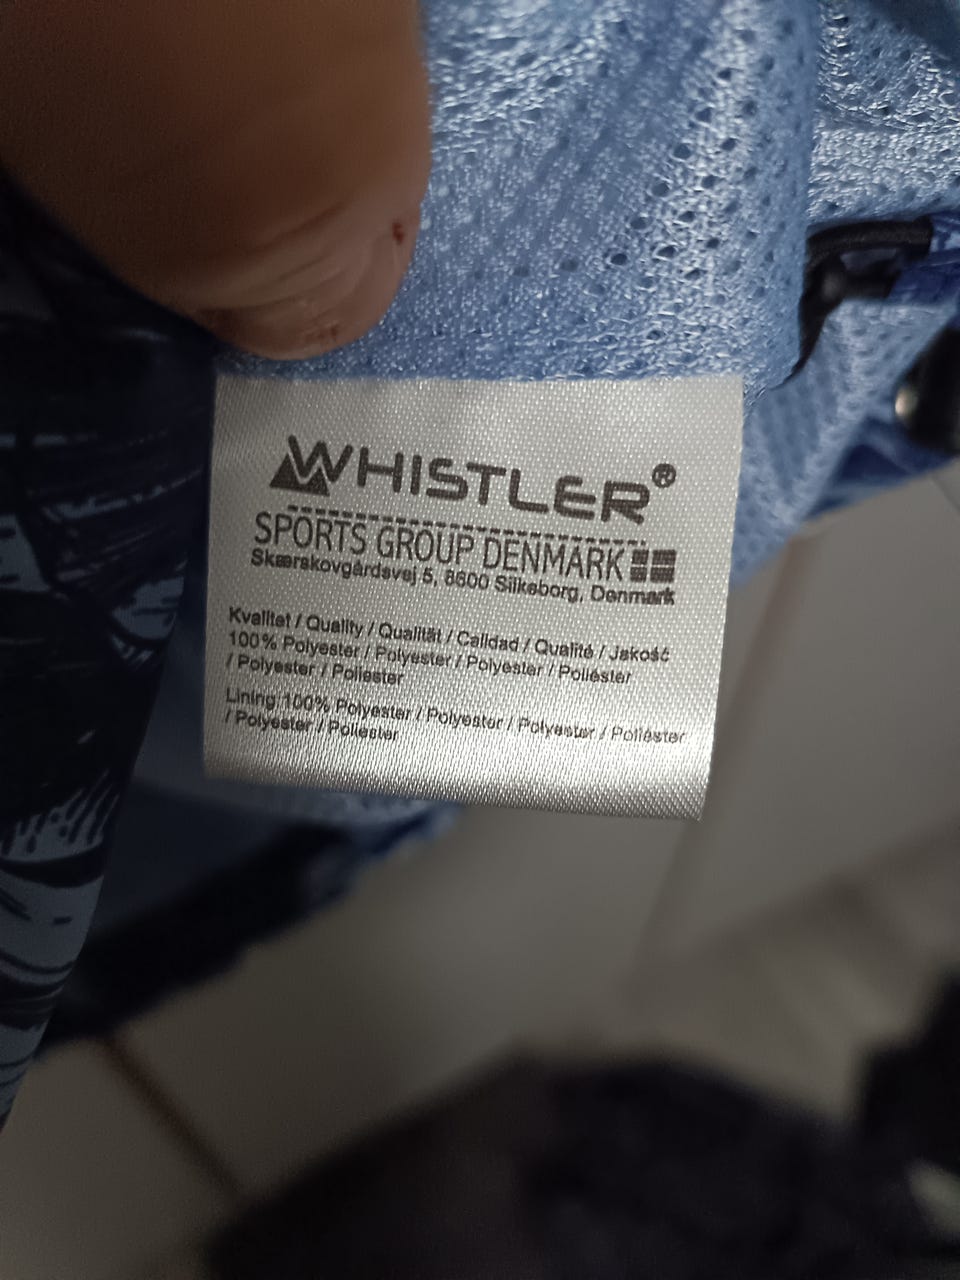 WHISTLER®
SPORTS GROUP DENMARK
Skærskovgårdsvej 5, 8600 Silkeborg, Denmark
Kvalitet / Quality / Qualität / Calidad / Qualité / Jakość
100% Polyester / Polyester / Polyester / Poliéster
/ Polyester / Poliester
Lining 100% Polyester / Polyester / Polyester / Poliéster
/ Polyester / Poliester